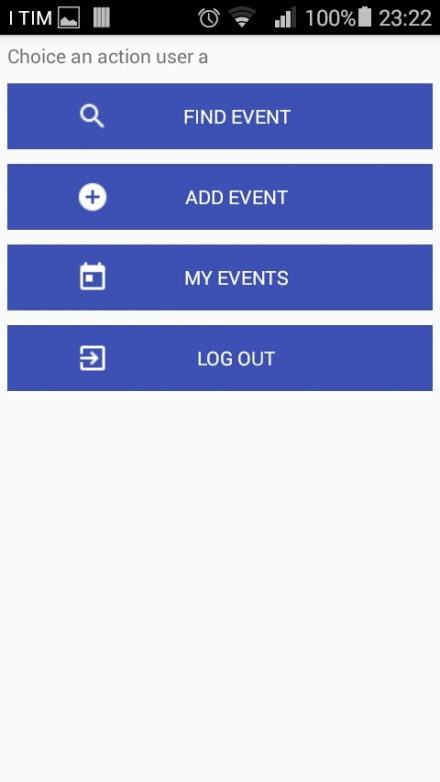 I TIM 100% 23:22
Choice an action user a
FIND EVENT
ADD EVENT
MY EVENTS
LOG OUT